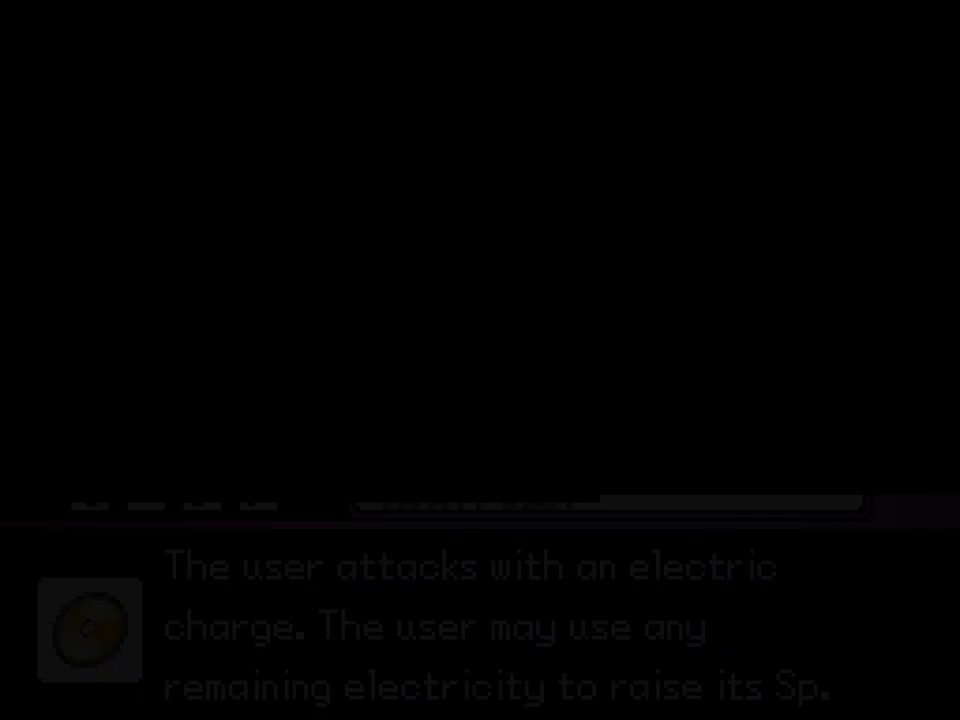 The user attacks with an electric
charge. The user may use any
remaining electricity to raise its Sp.